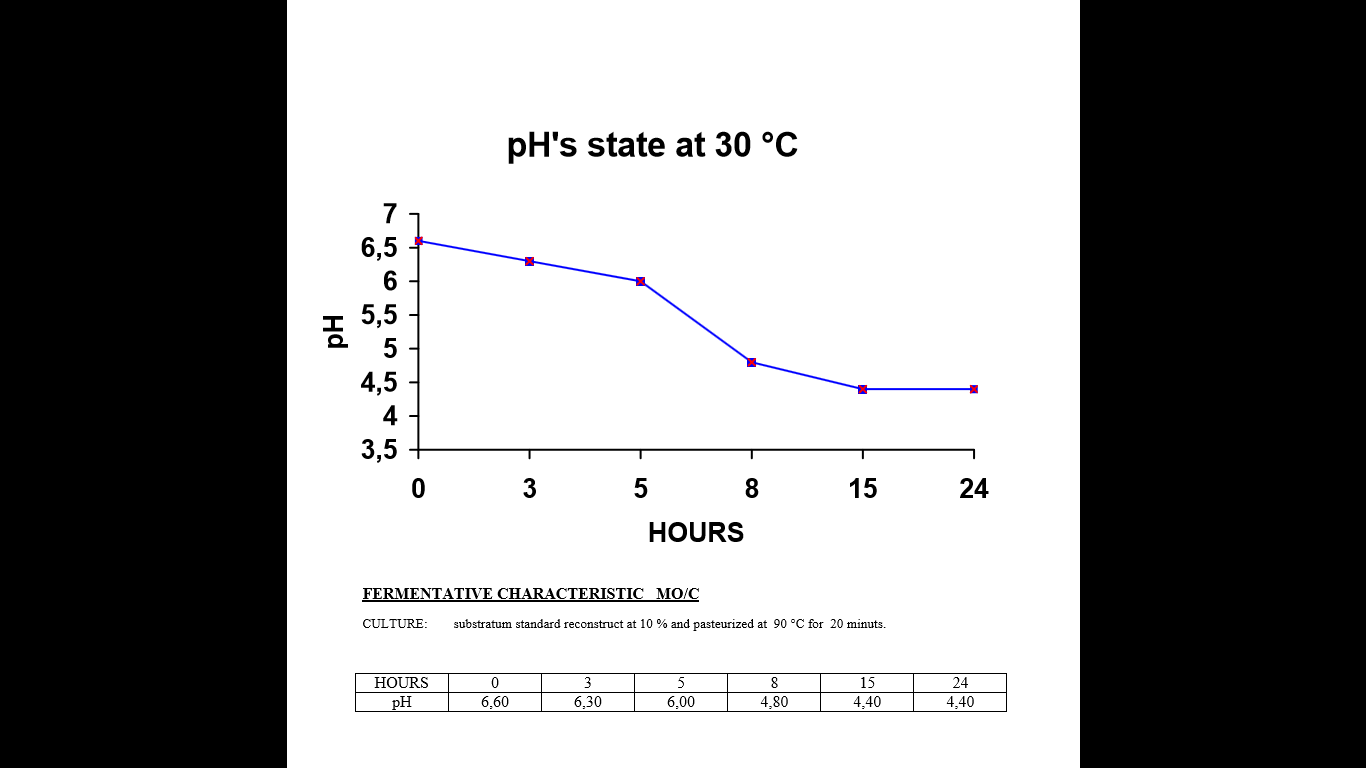 pH's state at 30 °C
7
6,5
6
5,5
5
4,5
4
3,5
pH
0 3 5 8 15 24
HOURS
FERMENTATIVE CHARACTERISTIC MO/C
CULTURE: substratum standard reconstruct at 10 % and pasteurized at 90 °C for 20 minuts.
HOURS 0 3 5 8 15 24
pH 6,60 6,30 6,00 4,80 4,40 4,40